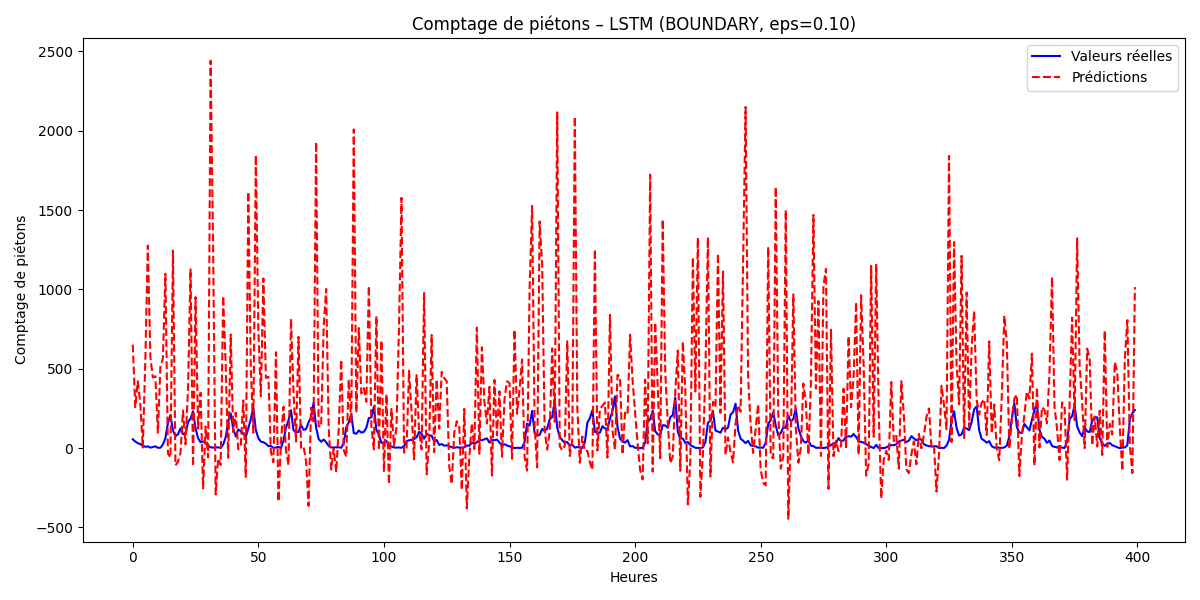 Comptage de piétons – LSTM (BOUNDARY, eps=0.10)
Valeurs réelles
Prédictions
Comptage de piétons
2500
2000
1500
1000
500
0
−500
0 50 100 150 200 250 300 350 400
Heures